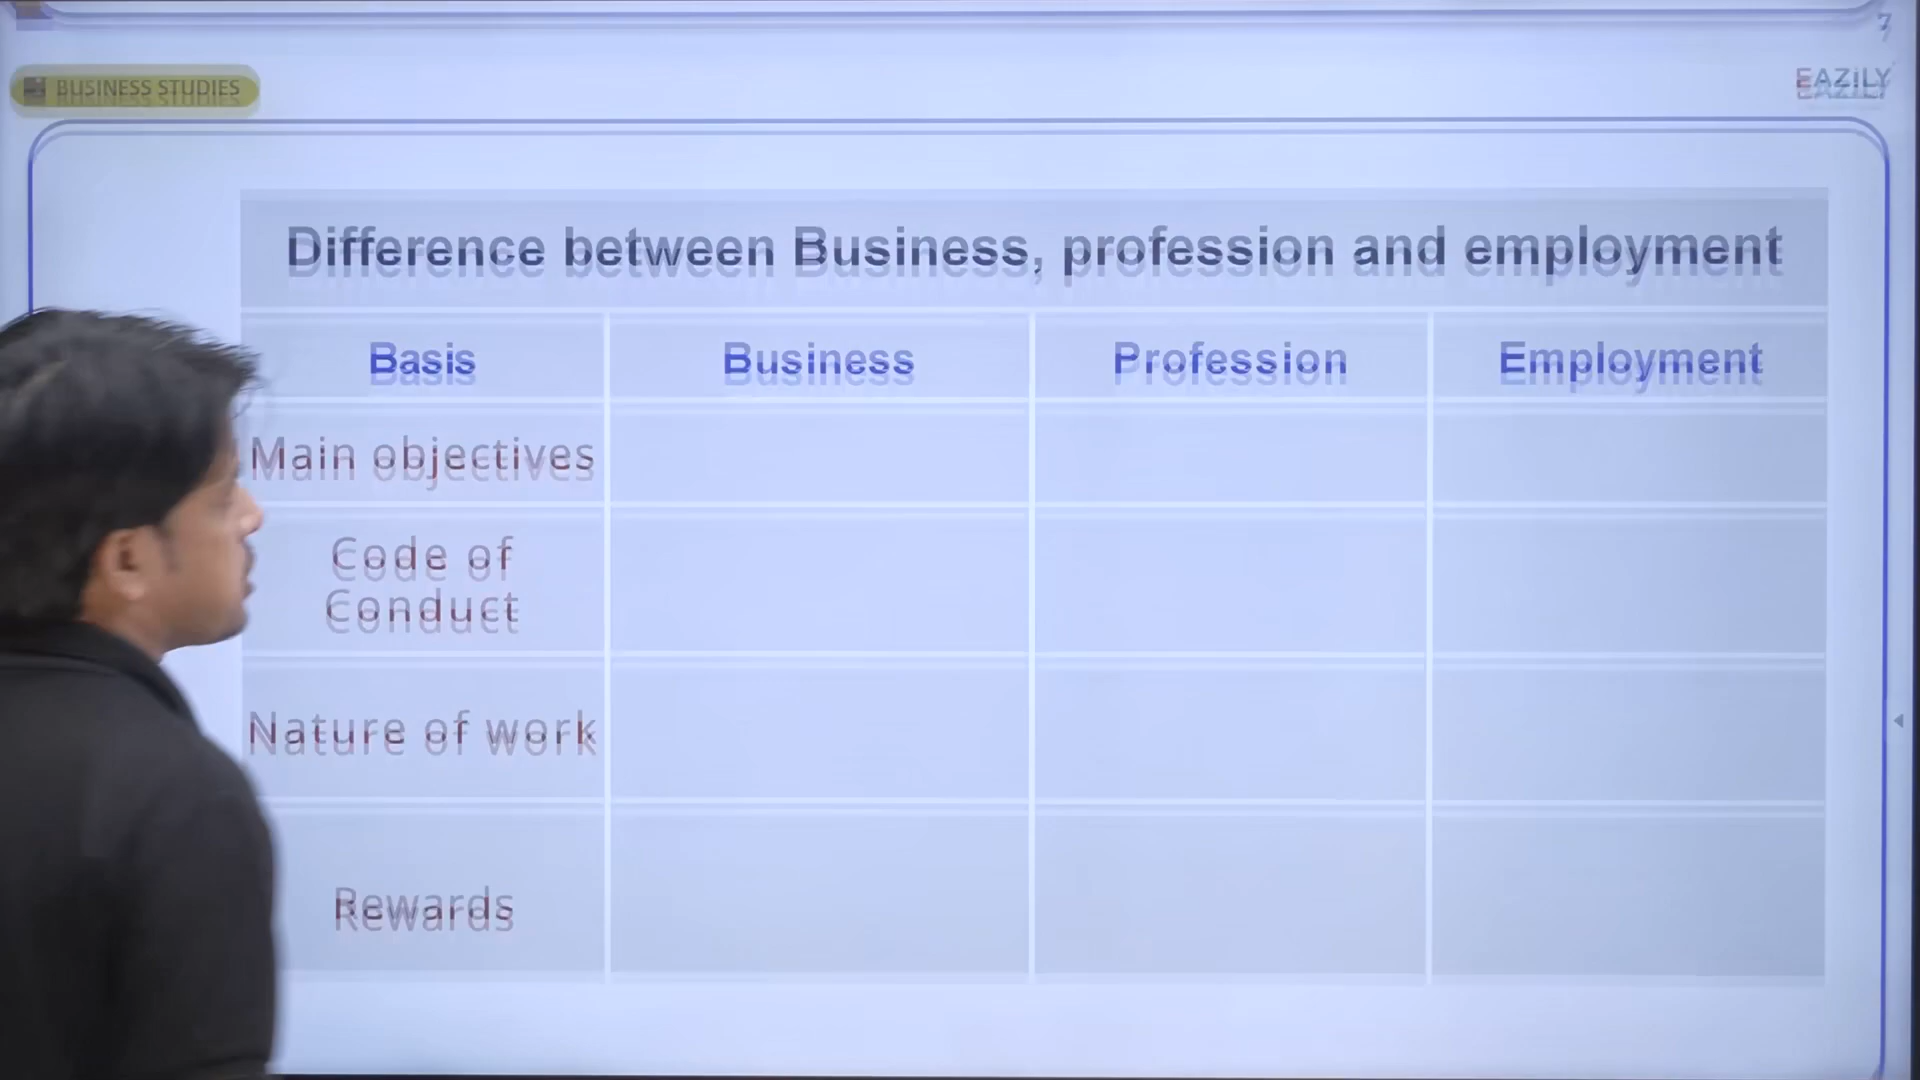 7
BUSINESS STUDIES
EAZILY
Difference between Business, profession and employment
Basis
Business
Profession
Employment
Main objectives
Code of
Conduct
Nature of work
Rewards